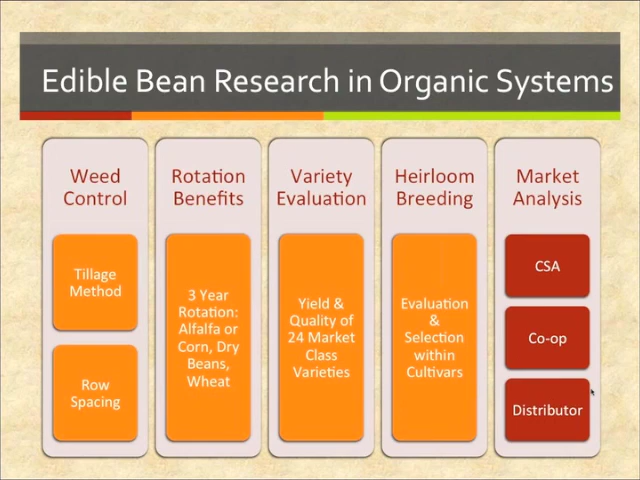 Edible Bean Research in Organic Systems
Weed
Control
Tillage
Method
Row
Spacing
Rotation
Benefits
3 Year
Rotation:
Alfalfa or
Corn, Dry
Beans,
Wheat
Variety
Evaluation
Yield &
Quality of
24 Market
Class
Varieties
Heirloom
Breeding
Evaluation
&
Selection
within
Cultivars
Market
Analysis
CSA
Co-op
Distributor